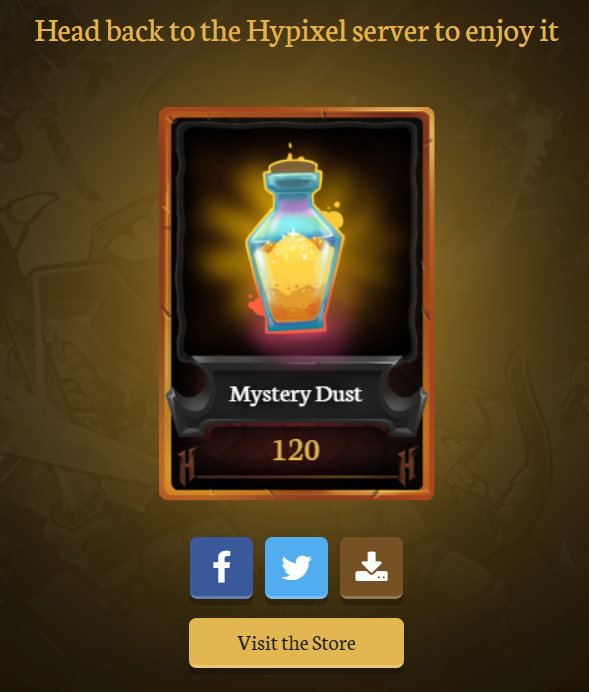 Head back to the Hypixel server to enjoy it
Mystery Dust
120
H H
Visit the Store